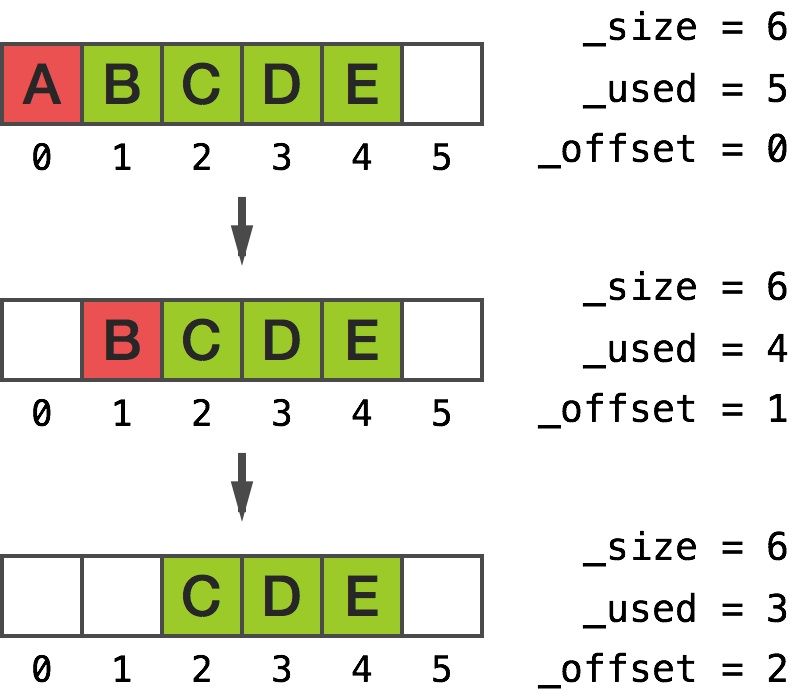 _size = 6
A B C D E
_used = 5
0 1 2 3 4 5
_offset = 0
_size = 6
B C D E
_used = 4
0 1 2 3 4 5
_offset = 1
_size = 6
C D E
_used = 3
0 1 2 3 4 5
_offset = 2